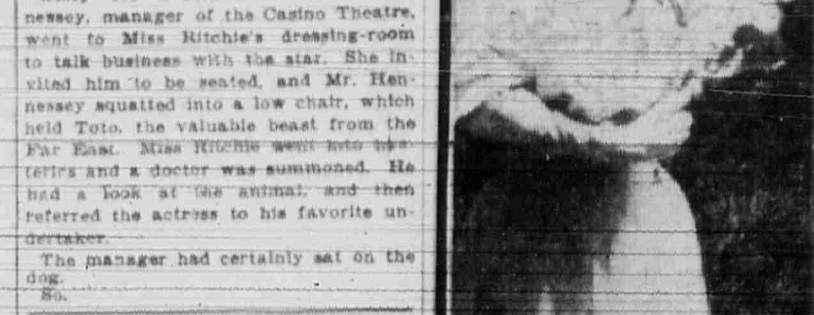 nessey, manager of the Casino Theatre,
went to Miss Ritchie's dressing-room
to talk business with the star. She in-
vited him to be seated, and Mr. Hen-
nessey squatted into a low chair, which
held Toto, the valuable beast from the
Far East. Miss Ritchie went into hys-
terics and a doctor was summoned. He
had a look at the animal, and then
referred the actress to his favorite un-
dertaker.
The manager had certainly sat on the
dog.
So.